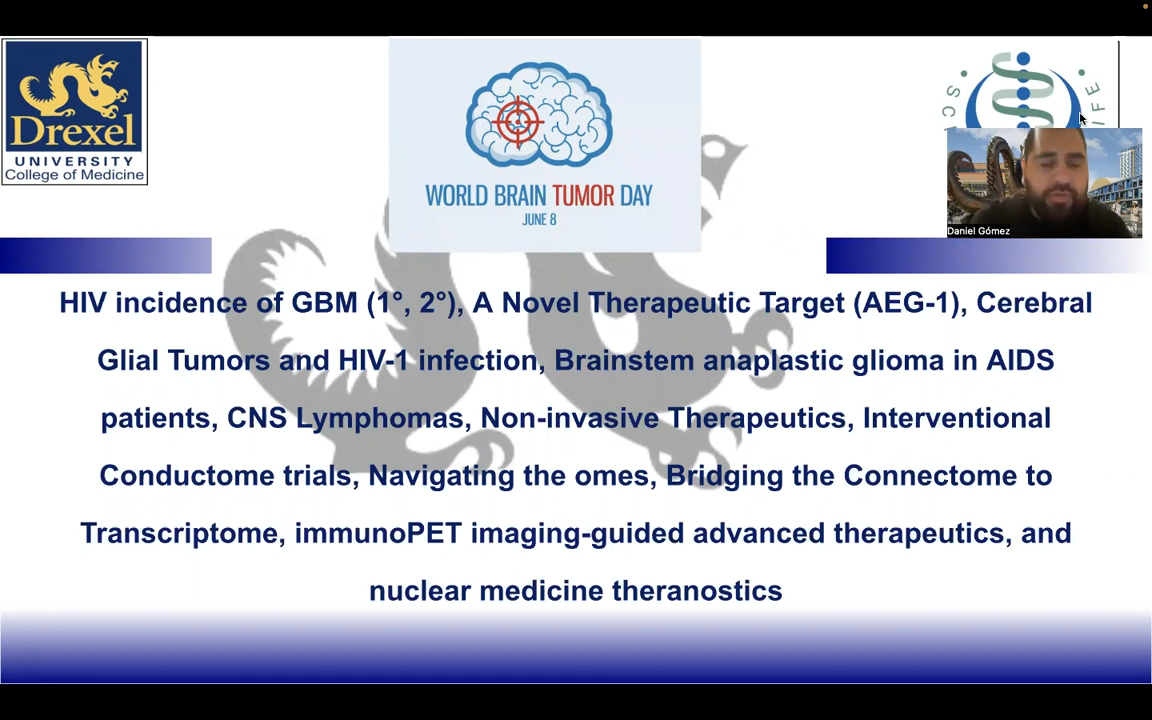 Drexel
UNIVERSITY
College of Medicine
WORLD BRAIN TUMOR DAY
JUNE 8
Daniel Gómez
HIV incidence of GBM (1°, 2°), A Novel Therapeutic Target (AEG-1), Cerebral
Glial Tumors and HIV-1 infection, Brainstem anaplastic glioma in AIDS
patients, CNS Lymphomas, Non-invasive Therapeutics, Interventional
Conductome trials, Navigating the omes, Bridging the Connectome to
Transcriptome, immunoPET imaging-guided advanced therapeutics, and
nuclear medicine theranostics